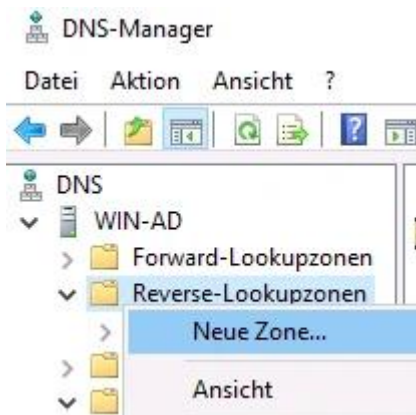 DNS-Manager
Datei Aktion Ansicht ?
DNS
WIN-AD
Forward-Lookupzonen
Reverse-Lookupzonen
Neue Zone...
Ansicht